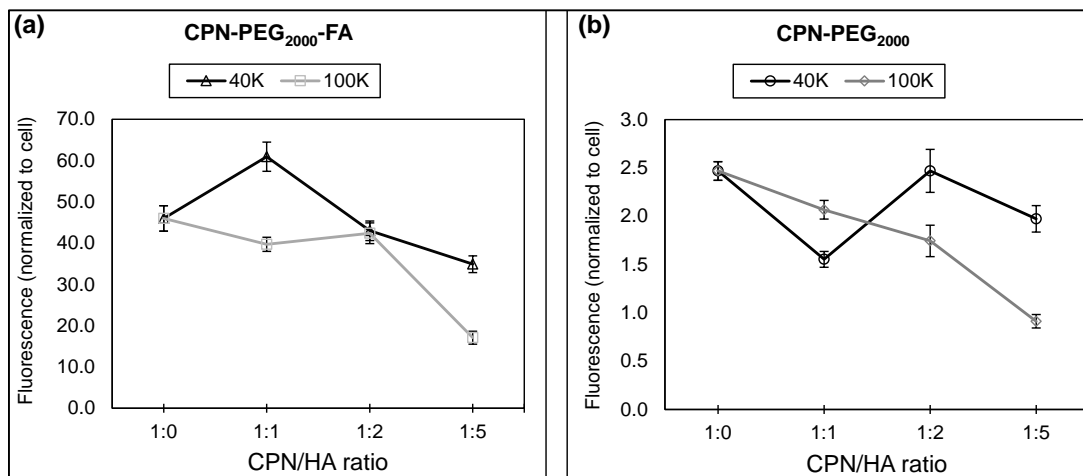 (a)
CPN-PEG2000-FA
40K 100K
Fluorescence (normalized to cell)
70.0
60.0
50.0
40.0
30.0
20.0
10.0
0.0
1:0 1:1 1:2 1:5
CPN/HA ratio
(b)
CPN-PEG2000
40K 100K
Fluorescence (normalized to cell)
3.0
2.5
2.0
1.5
1.0
0.5
0.0
1:0 1:1 1:2 1:5
CPN/HA ratio